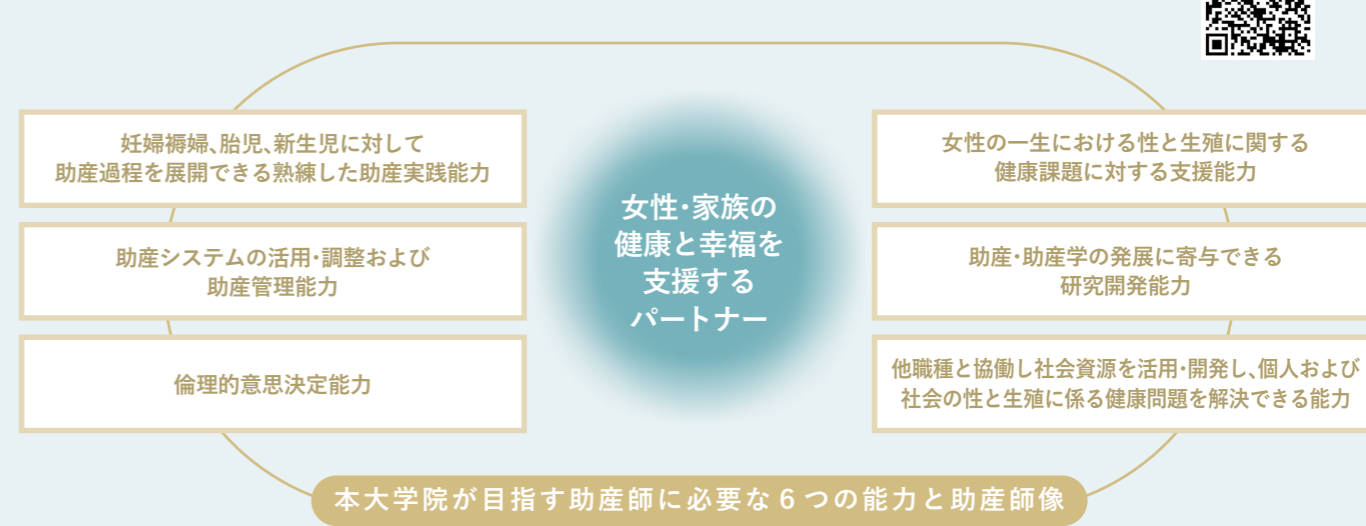 妊婦褥婦、胎児、新生児に対して
助産過程を展開できる熟練した助産実践能力
助産システムの活用・調整および
助産管理能力
倫理的意思決定能力
女性・家族の
健康と幸福を
支援する
パートナー
女性の一生における性と生殖に関する
健康課題に対する支援能力
助産・助産学の発展に寄与できる
研究開発能力
他職種と協働し社会資源を活用・開発し、個人および
社会の性と生殖に係る健康問題を解決できる能力
本大学院が目指す助産師に必要な6つの能力と助産師像